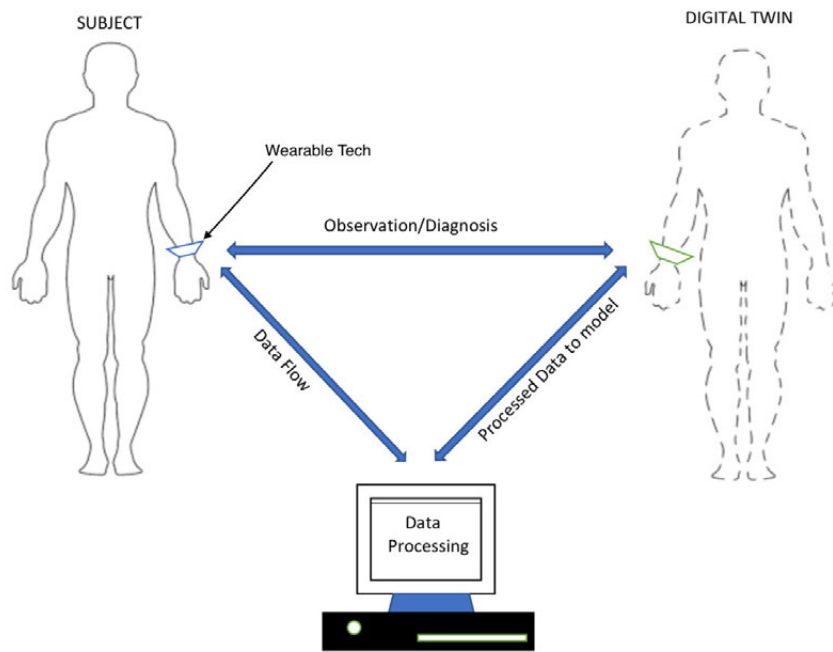 SUBJECT
DIGITAL TWIN
Wearable Tech
Observation/Diagnosis
Data Flow
Processed Data to model
Data
Processing